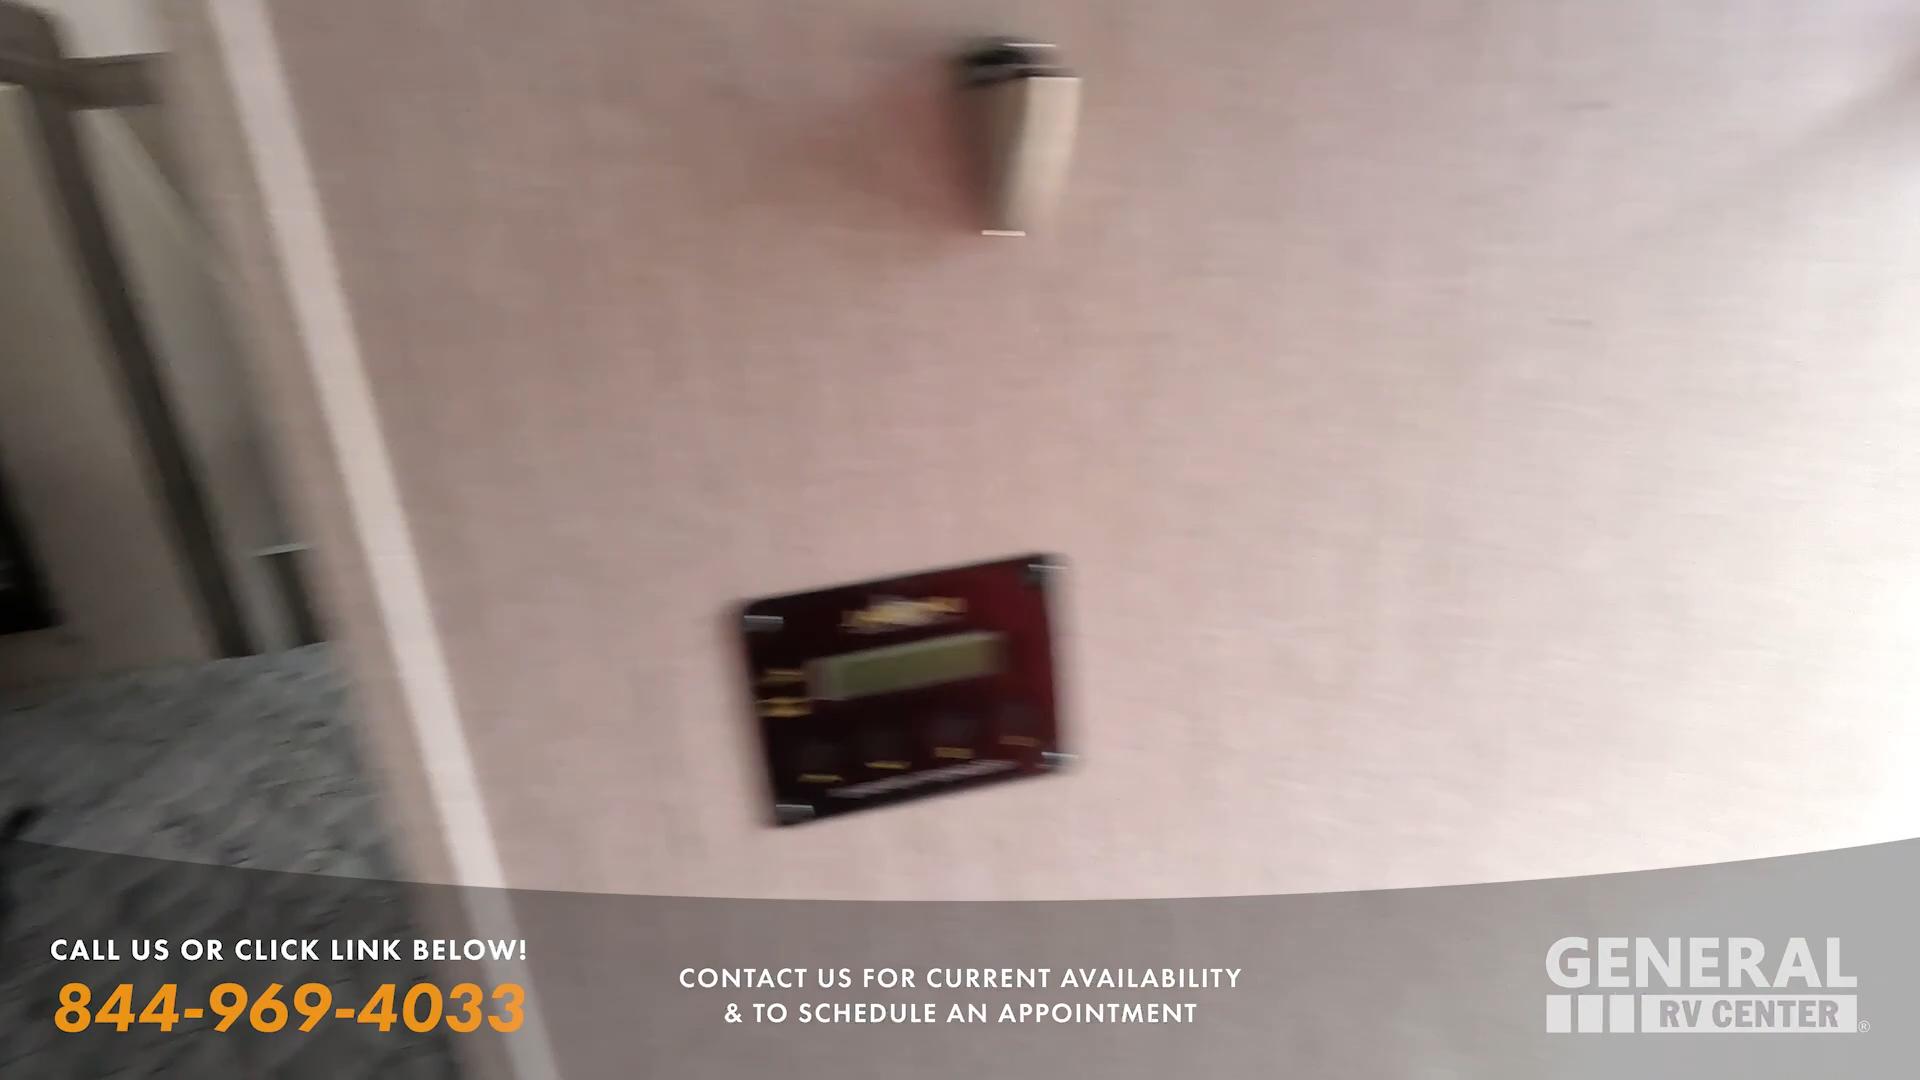 CALL US OR CLICK LINK BELOW!
844-969-4033
CONTACT US FOR CURRENT AVAILABILITY
& TO SCHEDULE AN APPOINTMENT
GENERAL
RV CENTER®